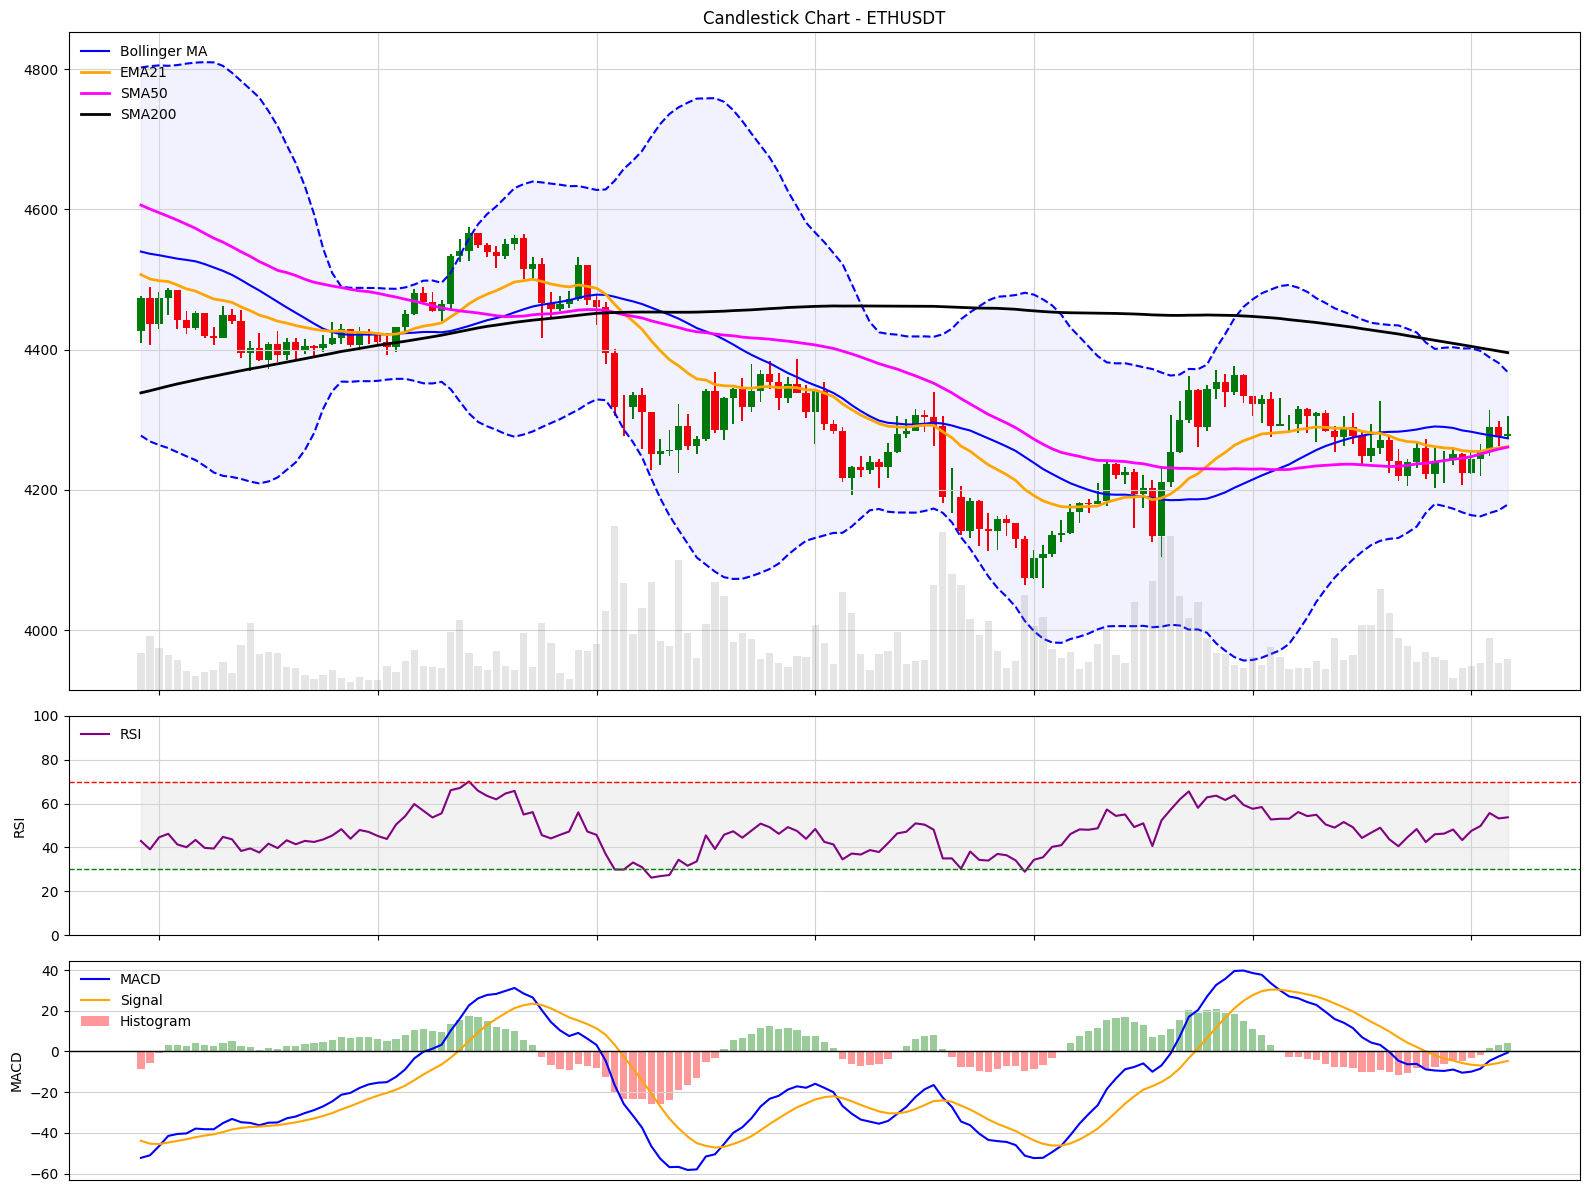 Candlestick Chart - ETHUSDT
Bollinger MA
EMA21
SMA50
SMA200
4800
4600
4400
4200
4000
RSI
RSI
100
80
60
40
20
0
MACD
Signal
Histogram
MACD
40
20
0
−20
−40
−60